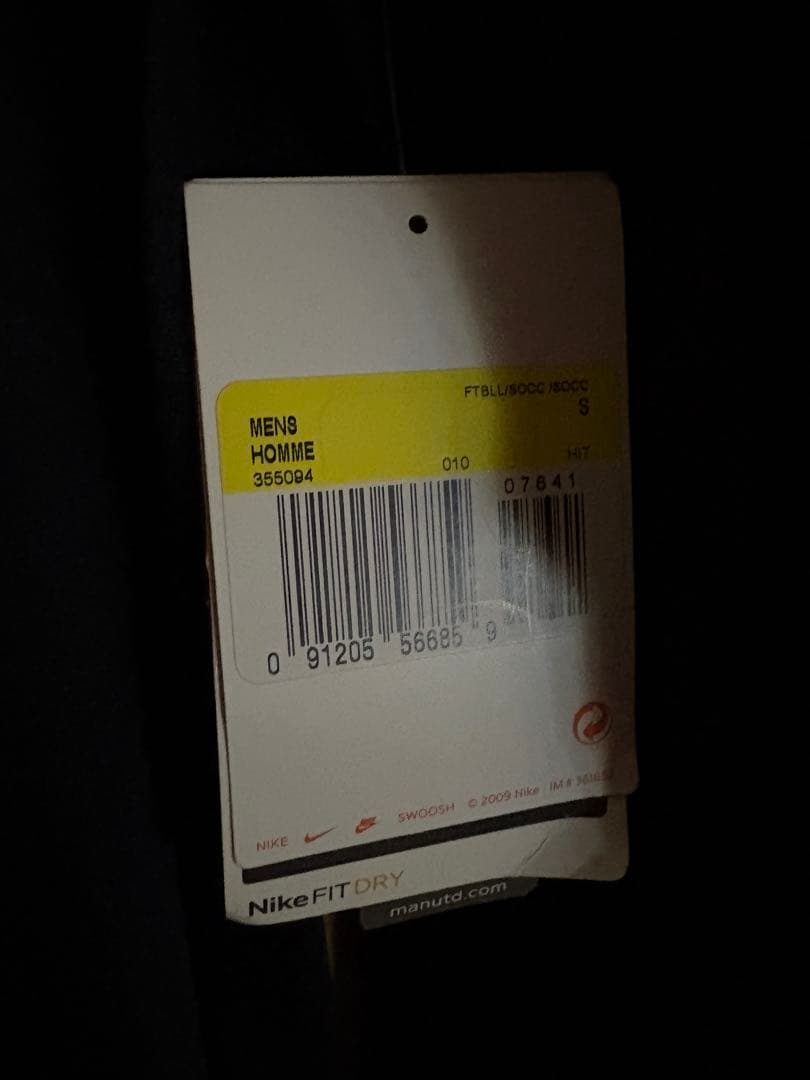 FTBLL/SOCC /SOCC
S
MENS
HOMME
355094 010 HIT
07641
0 91205 56685 9
NIKE SWOOSH © 2009 Nike IM #
NikeFITDRY
manutd.com